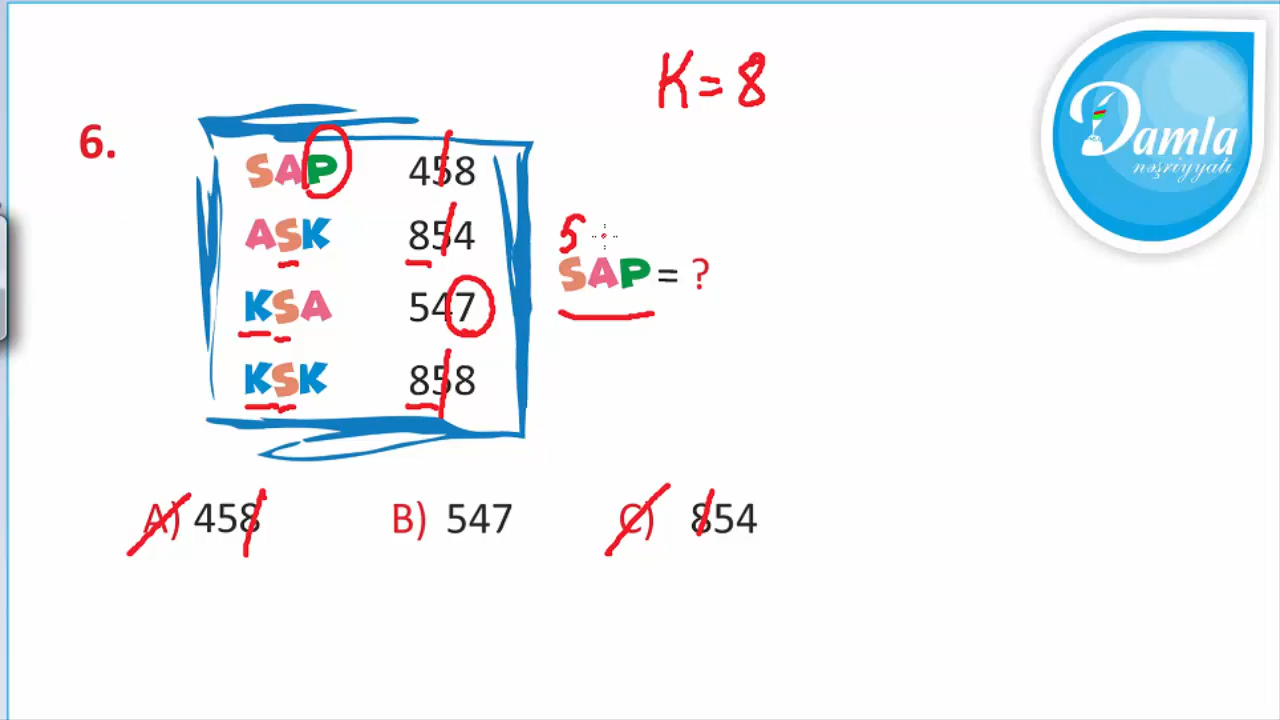 K=8
Damla
nəşriyyatı
6.
SAP 458
ASK 854
KSA 547
KSK 858
5
SAP = ?
A) 458 B) 547 C) 854